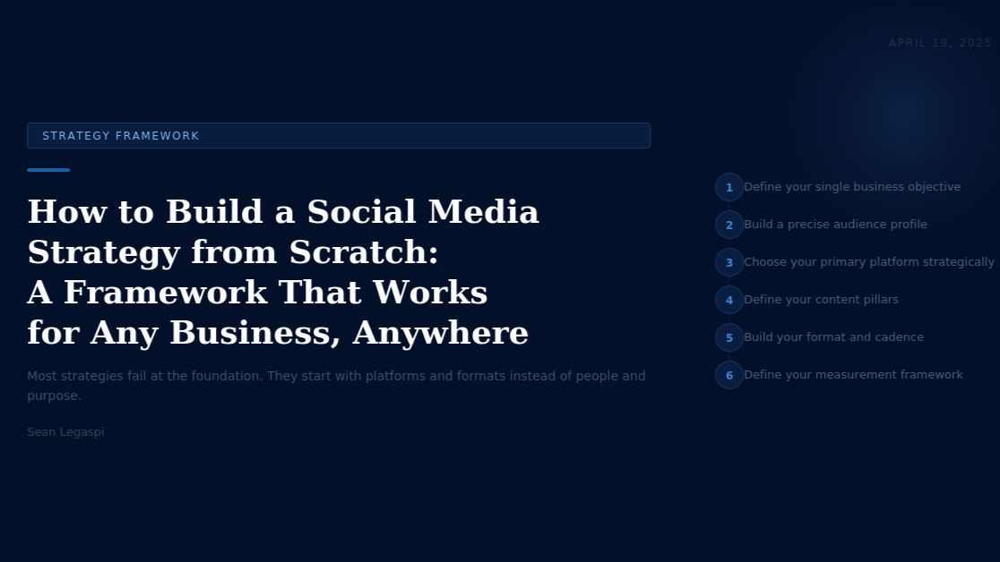 APRIL 19, 2025
STRATEGY FRAMEWORK
How to Build a Social Media
Strategy from Scratch:
A Framework That Works
for Any Business, Anywhere
Most strategies fail at the foundation. They start with platforms and formats instead of people and
purpose.
Sean Legaspi
1 Define your single business objective
2 Build a precise audience profile
3 Choose your primary platform strategically
4 Define your content pillars
5 Build your format and cadence
6 Define your measurement framework